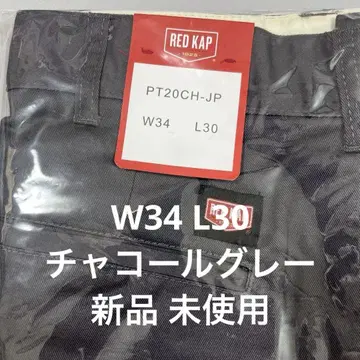 RED KAP
1923
PT20CH-JP
W34 L30
W34 L30
チャコールグレー
新品 未使用